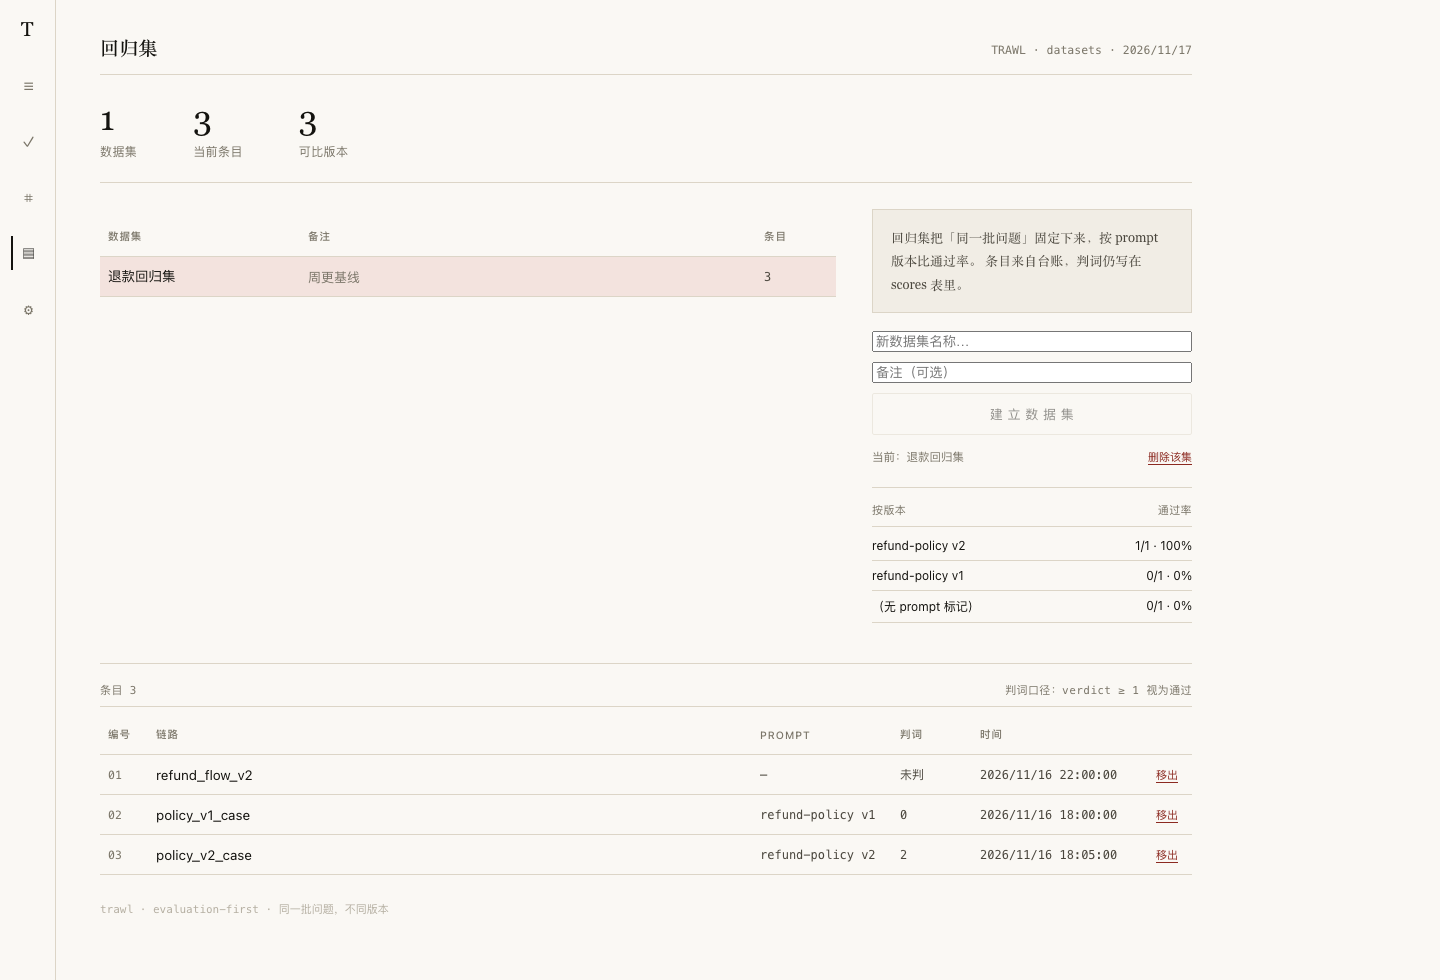 T
回归集
TRAWL · datasets · 2026/11/17
1
数据集
3
当前条目
3
可比版本
数据集 备注 条目
退款回归集 周更基线 3
回归集把「同一批问题」固定下来，按 prompt
版本比通过率。 条目来自台账，判词仍写在
scores 表里。
新数据集名称…
备注（可选）
建立数据集
当前：退款回归集 删除该集
按版本 通过率
refund-policy v2 1/1 · 100%
refund-policy v1 0/1 · 0%
（无 prompt 标记） 0/1 · 0%
条目 3 判词口径：verdict ≥ 1 视为通过
编号 链路 PROMPT 判词 时间
01 refund_flow_v2 — 未判 2026/11/16 22:00:00 移出
02 policy_v1_case refund-policy v1 0 2026/11/16 18:00:00 移出
03 policy_v2_case refund-policy v2 2 2026/11/16 18:05:00 移出
trawl · evaluation-first · 同一批问题，不同版本